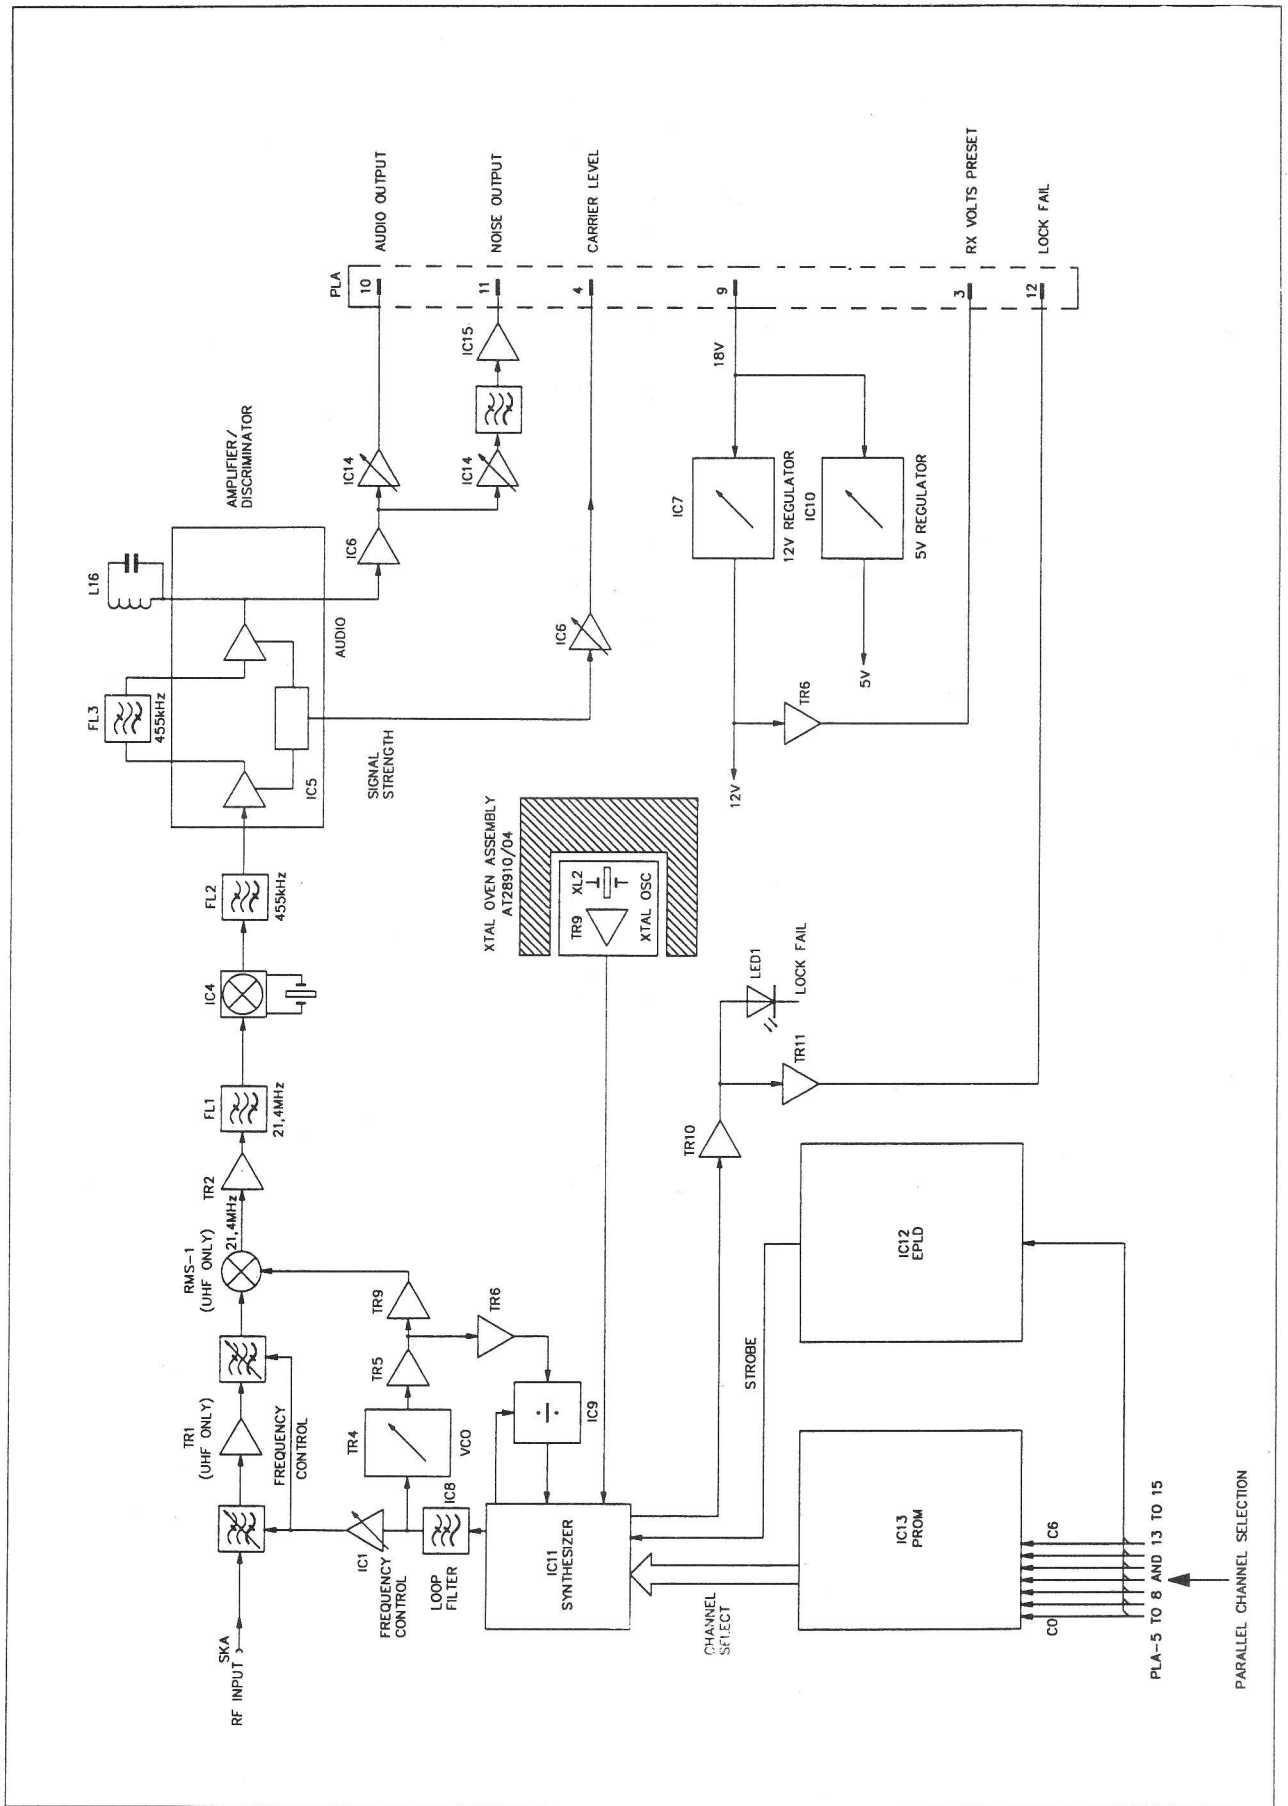 SKA
RF INPUT
TR1
(UHF ONLY)
FREQUENCY
CONTROL
RMS-1
(UHF ONLY)
21,4MHz
TR2
FL1
21,4MHz
IC4
FL2
455kHz
FL3
455kHz
IC5
L16
AMPLIFIER/
DISCRIMINATOR
AUDIO
SIGNAL
STRENGTH
IC6
IC14
IC14
IC15
IC6
PLA
10
AUDIO OUTPUT
11
NOISE OUTPUT
4
CARRIER LEVEL
9
3
RX VOLTS PRESET
12
LOCK FAIL
IC1
FREQUENCY
CONTROL
LOOP
FILTER
IC8
TR4
VCO
TR5
TR9
TR6
IC9
IC11
SYNTHESIZER
XTAL OVEN ASSEMBLY
AT28910/04
TR9
XL2
XTAL OSC
18V
IC7
12V REGULATOR
IC10
5V REGULATOR
12V
5V
TR6
TR10
LED1
LOCK FAIL
TR11
CHANNEL
SELECT
STROBE
IC13
PROM
IC12
EPLD
C0
C6
PLA-5 TO 8 AND 13 TO 15
PARALLEL CHANNEL SELECTION